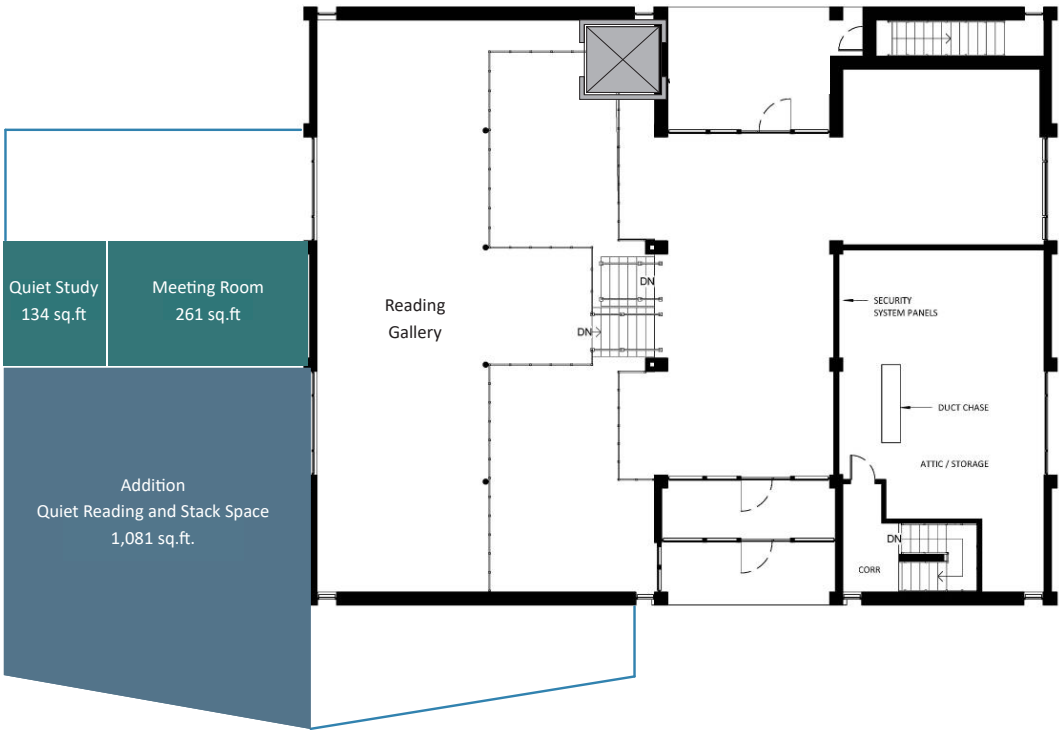 Quiet Study
134 sq.ft
Meeting Room
261 sq.ft
Reading
Gallery
DN
DN
SECURITY
SYSTEM PANELS
DUCT CHASE
ATTIC / STORAGE
Addition
Quiet Reading and Stack Space
1,081 sq.ft.
DN
CORR